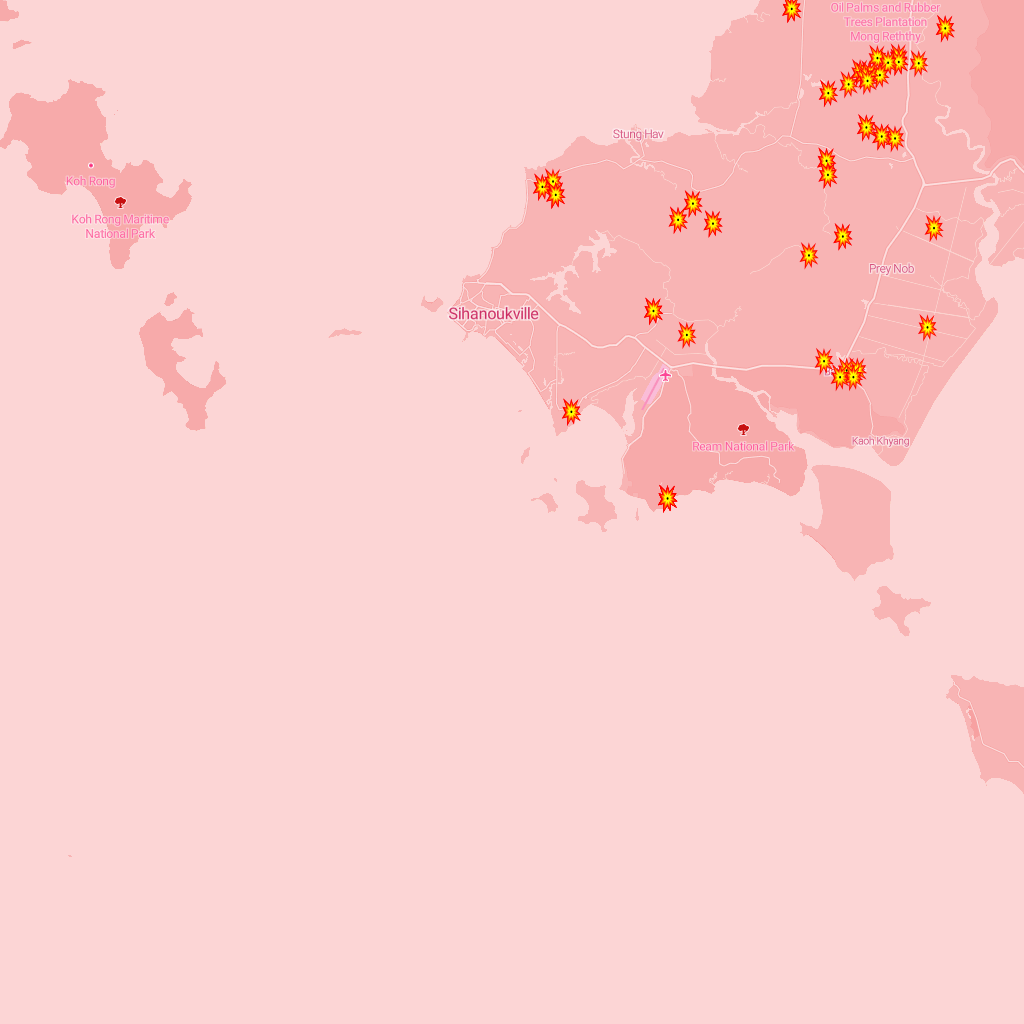 Oil Palms and Rubber
Trees Plantation
Mong Reththy
Stung Hav
Koh Rong
Koh Rong Maritime
National Park
Prey Nob
Sihanoukville
Kaoh Khyang
Ream National Park